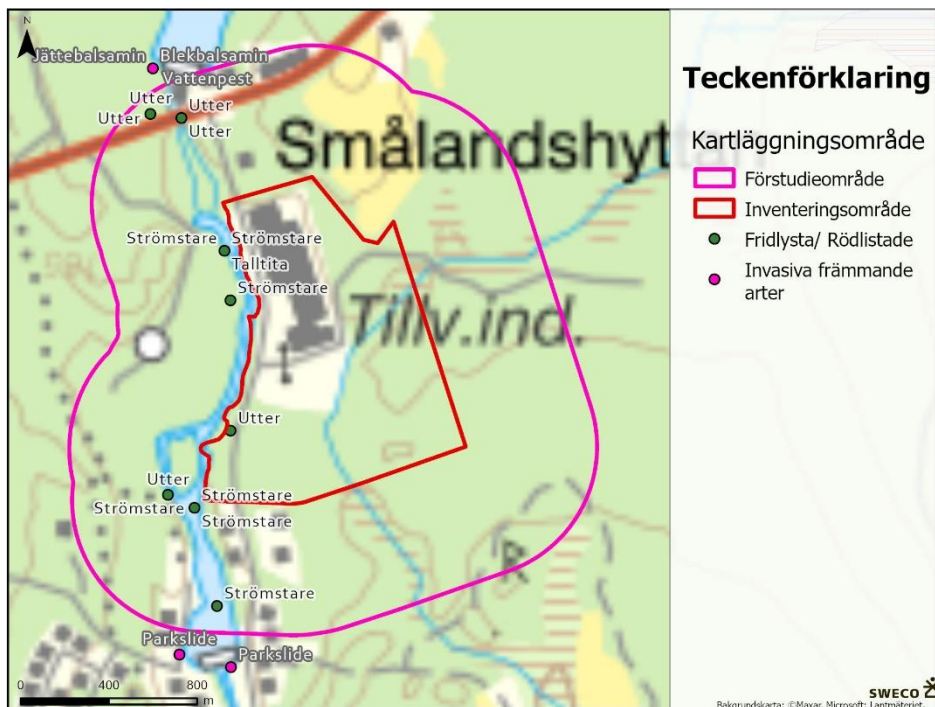 N
Jättebalsamin Blekbalsamin
Vattenpest
Utter
Utter
Utter
Utter
Smålandshyttan
Strömstare
Strömstare
Talltita
Strömstare
Tillv.ind.
Utter
Utter
Strömstare
Strömstare
Strömstare
Strömstare
Parkslide
Parkslide
0 400 800
m
Teckenförklaring
Kartläggningsområde
Förstudieområde
Inventeringsområde
Fridlysta/ Rödlistade
Invasiva främmande
arter
SWECO
Bakgrundskarta: ©Maxar, Microsoft; Lantmäteriet,